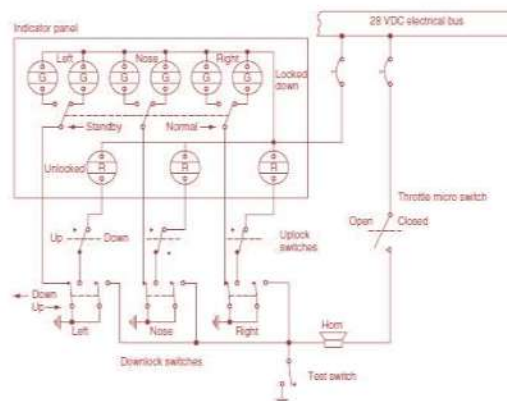 28 VDC electrical bus
Indicator panel
Left
Nose
Right
G
G
G
G
G
G
Locked down
Standby
Normal
Unlocked
R
R
R
Throttle micro switch
Open
Closed
Up
Down
Uplock switches
Down
Up
Left
Nose
Right
Horn
Downlock switches
Test switch